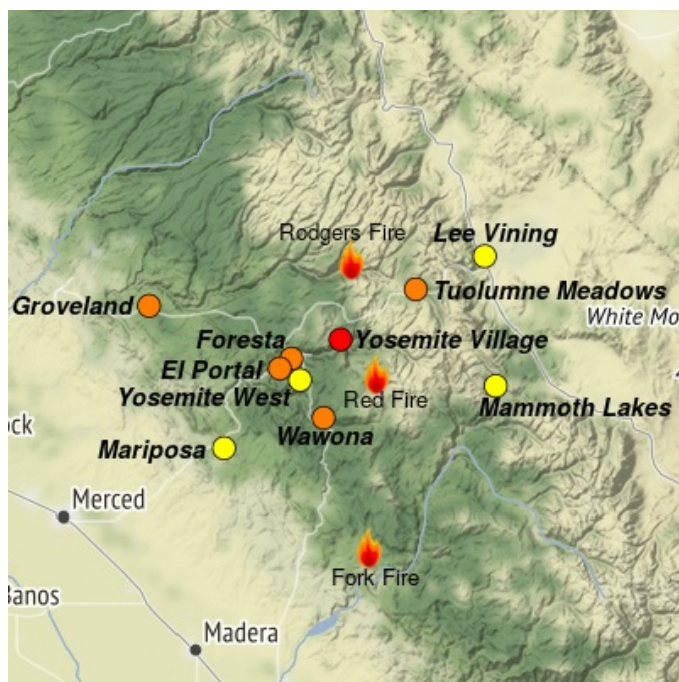 Rodgers Fire
Lee Vining
Tuolumne Meadows
Groveland
White Mo
Foresta
Yosemite Village
El Portal
Yosemite West
Red Fire
Mammoth Lakes
ock
Wawona
Mariposa
Merced
Fork Fire
Banos
Madera